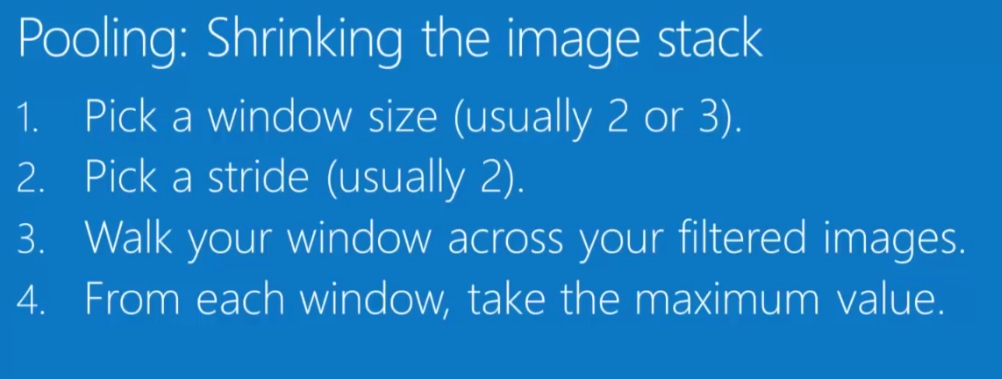 Pooling: Shrinking the image stack
1. Pick a window size (usually 2 or 3).
2. Pick a stride (usually 2).
3. Walk your window across your filtered images.
4. From each window, take the maximum value.